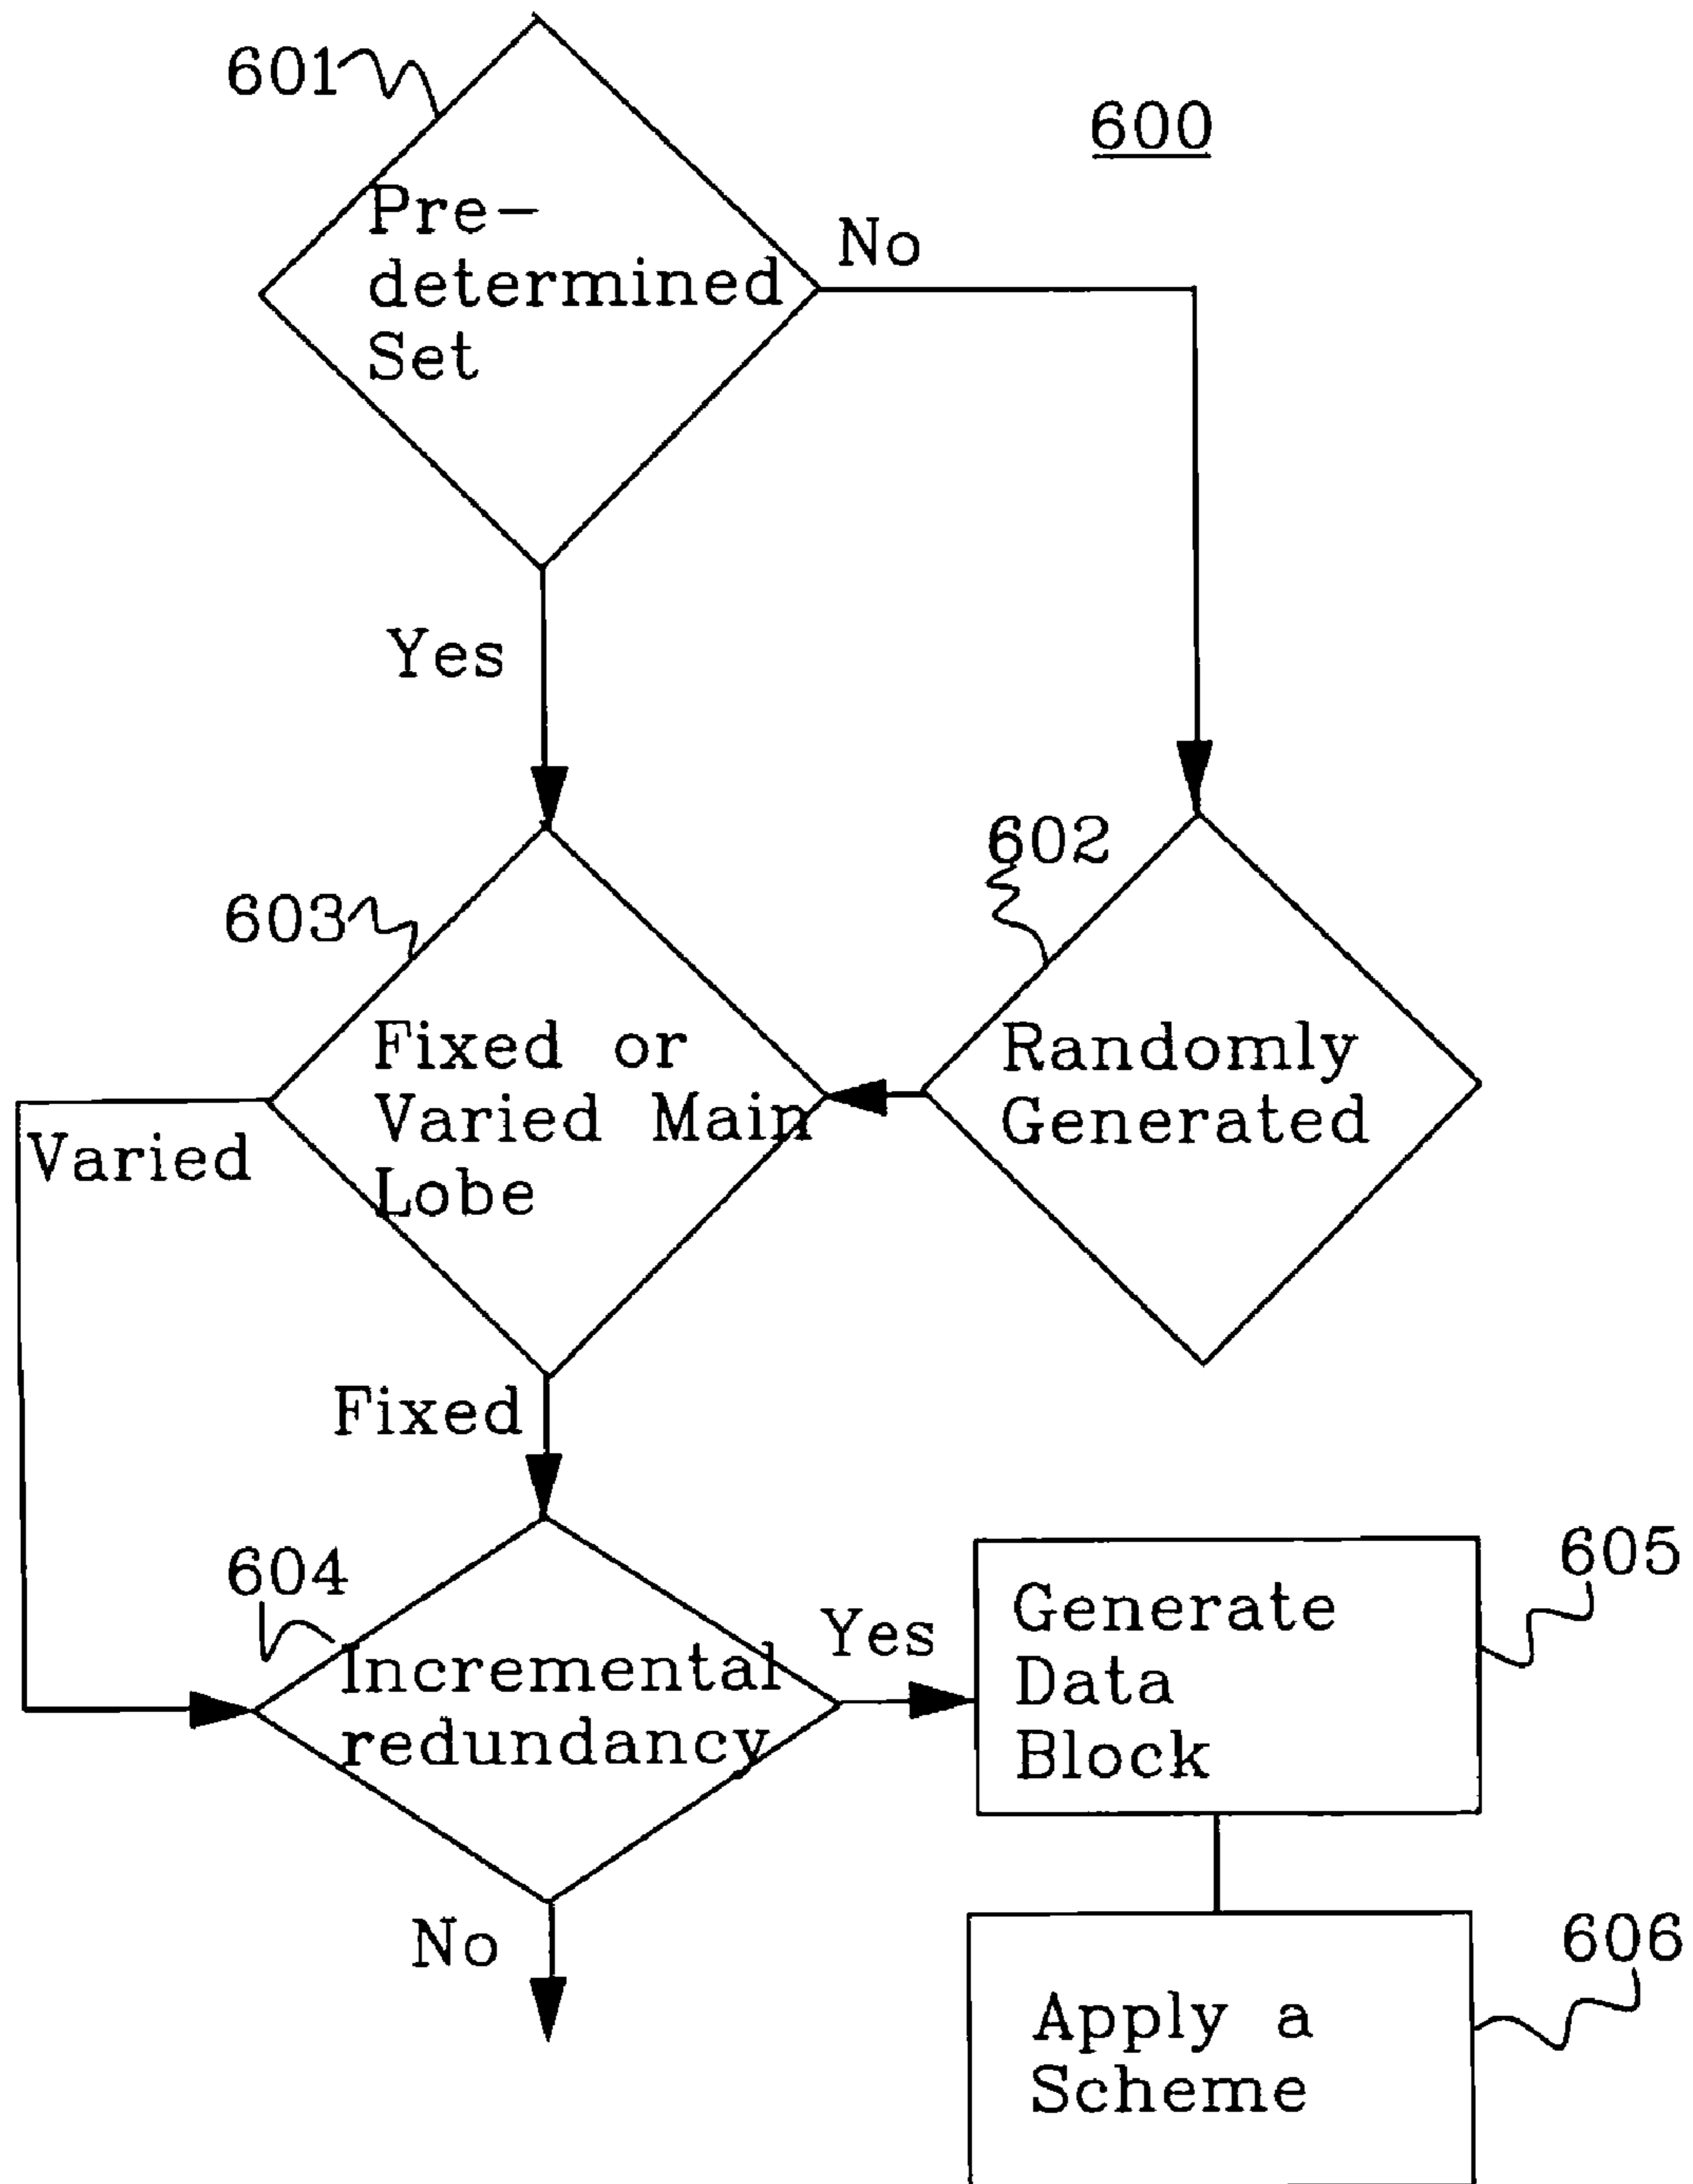 601
600
Pre-
determined
Set
No
Yes
602
603
Fixed or
Varied Main
Lobe
Randomly
Generated
Varied
Fixed
604
Incremental
redundancy
Yes
605
Generate
Data
Block
No
606
Apply a
Scheme